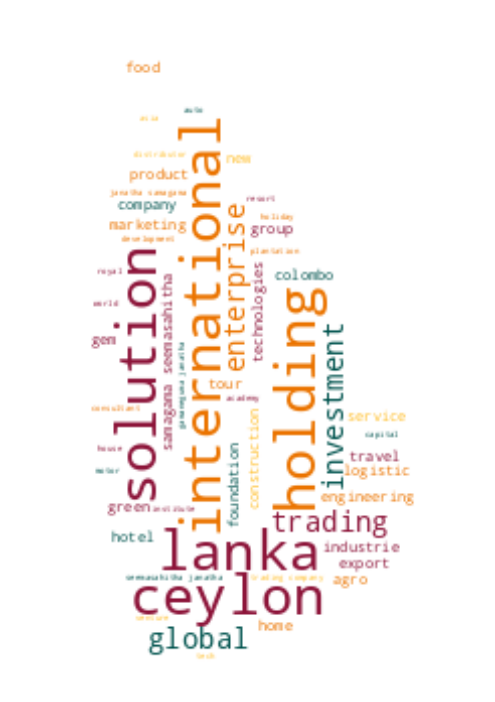 food
auto
asia
international
distributor
new
product
janatha samagama
resort
company
enterprise
holiday
marketing
group
development
solution
plantation
technologies
royal
samagama seemasahitha
colombo
holding
world
investment
gem
tour
academy
consultant
construction
service
foundation
capital
house
travel
motor
logistic
engineering
green
institute
trading
hotel
lanka
industrie
export
seemasahitha janatha
trading company
agro
ceylon
venture
home
global
tech